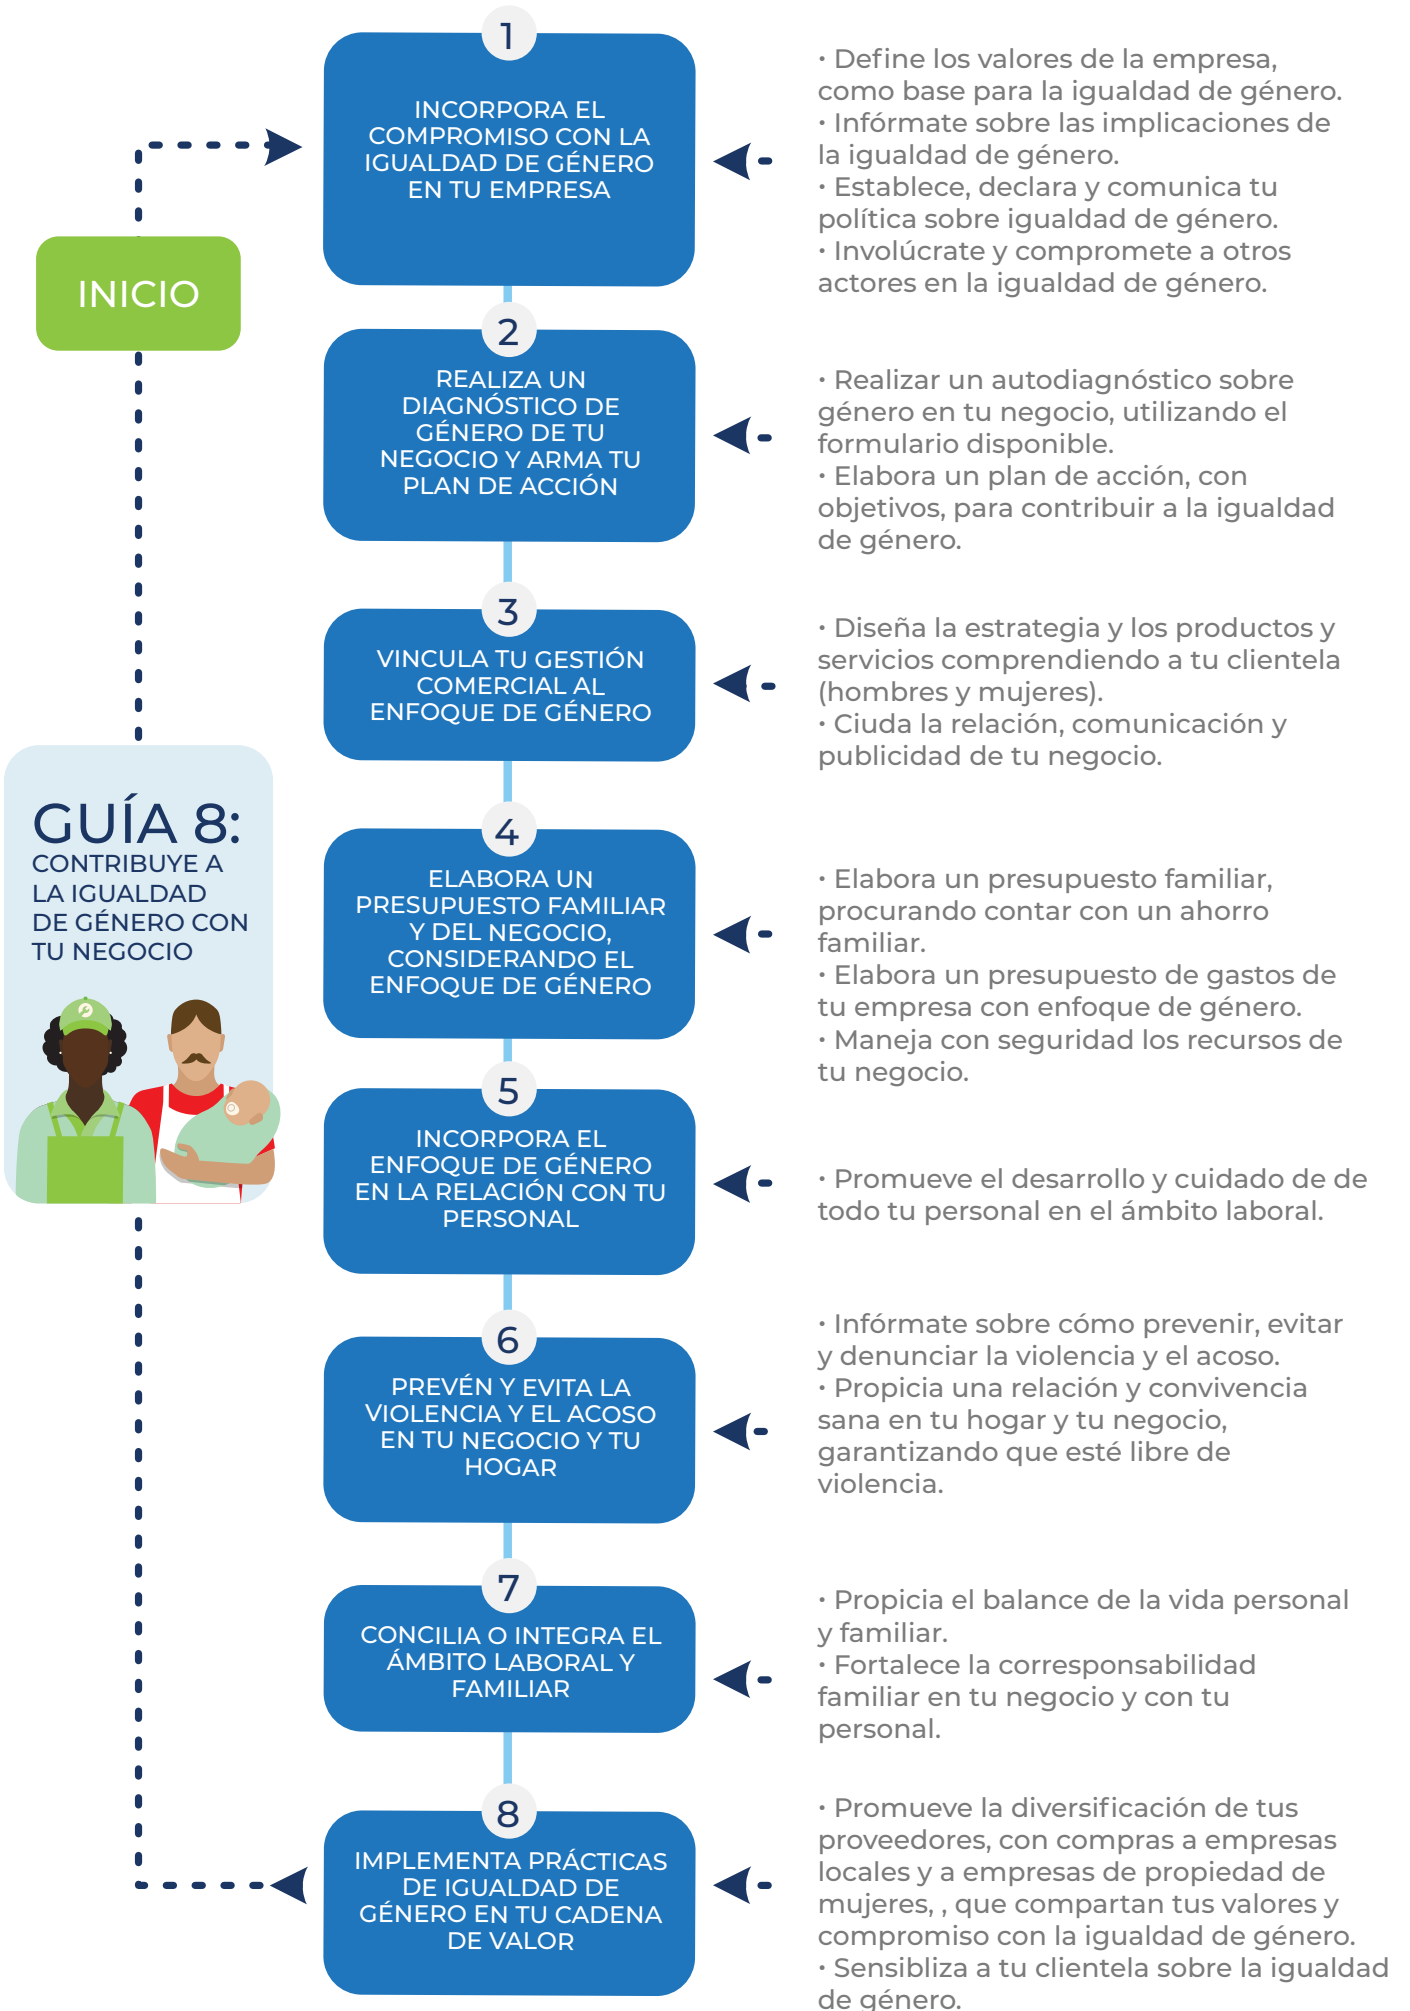 INICIO
GUÍA 8:
CONTRIBUYE A
LA IGUALDAD
DE GÉNERO CON
TU NEGOCIO
1
INCORPORA EL
COMPROMISO CON LA
IGUALDAD DE GÉNERO
EN TU EMPRESA
• Define los valores de la empresa,
como base para la igualdad de género.
• Infórmate sobre las implicaciones de
la igualdad de género.
• Establece, declara y comunica tu
política sobre igualdad de género.
• Involúcrate y compromete a otros
actores en la igualdad de género.
2
REALIZA UN
DIAGNÓSTICO DE
GÉNERO DE TU
NEGOCIO Y ARMA TU
PLAN DE ACCIÓN
• Realizar un autodiagnóstico sobre
género en tu negocio, utilizando el
formulario disponible.
• Elabora un plan de acción, con
objetivos, para contribuir a la igualdad
de género.
3
VINCULA TU GESTIÓN
COMERCIAL AL
ENFOQUE DE GÉNERO
• Diseña la estrategia y los productos y
servicios comprendiendo a tu clientela
(hombres y mujeres).
• Ciuda la relación, comunicación y
publicidad de tu negocio.
4
ELABORA UN
PRESUPUESTO FAMILIAR
Y DEL NEGOCIO,
CONSIDERANDO EL
ENFOQUE DE GÉNERO
• Elabora un presupuesto familiar,
procurando contar con un ahorro
familiar.
• Elabora un presupuesto de gastos de
tu empresa con enfoque de género.
• Maneja con seguridad los recursos de
tu negocio.
5
INCORPORA EL
ENFOQUE DE GÉNERO
EN LA RELACIÓN CON TU
PERSONAL
• Promueve el desarrollo y cuidado de de
todo tu personal en el ámbito laboral.
6
PREVÉN Y EVITA LA
VIOLENCIA Y EL ACOSO
EN TU NEGOCIO Y TU
HOGAR
• Infórmate sobre cómo prevenir, evitar
y denunciar la violencia y el acoso.
• Propicia una relación y convivencia
sana en tu hogar y tu negocio,
garantizando que esté libre de
violencia.
7
CONCILIA O INTEGRA EL
ÁMBITO LABORAL Y
FAMILIAR
• Propicia el balance de la vida personal
y familiar.
• Fortalece la corresponsabilidad
familiar en tu negocio y con tu
personal.
8
IMPLEMENTA PRÁCTICAS
DE IGUALDAD DE
GÉNERO EN TU CADENA
DE VALOR
• Promueve la diversificación de tus
proveedores, con compras a empresas
locales y a empresas de propiedad de
mujeres, , que compartan tus valores y
compromiso con la igualdad de género.
• Sensibliza a tu clientela sobre la igualdad
de género.